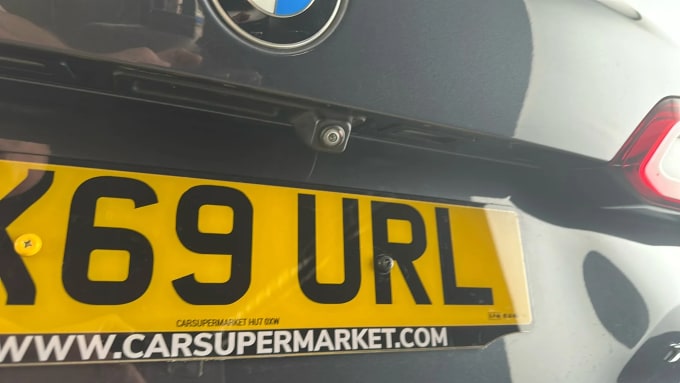 K69 URL
CARSUPERMARKET HU7 0XW
WWW.CARSUPERMARKET.COM